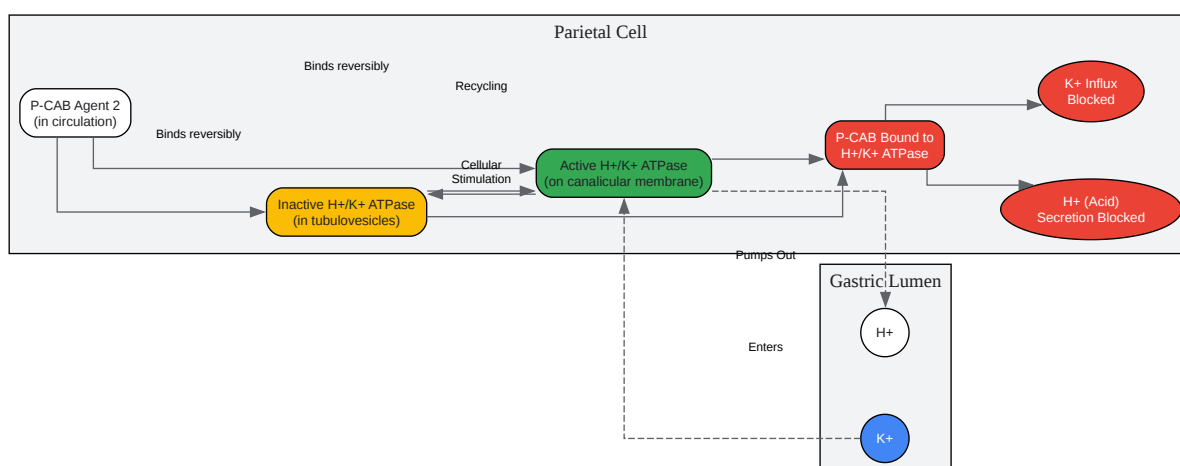 Parietal Cell
Binds reversibly
Recycling
K+ Influx
Blocked
P-CAB Agent 2
(in circulation)
Binds reversibly
P-CAB Bound to
H+/K+ ATPase
Cellular
Stimulation
Active H+/K+ ATPase
(on canalicular membrane)
Inactive H+/K+ ATPase
(in tubulovesicles)
H+ (Acid)
Secretion Blocked
Pumps Out
Gastric Lumen
H+
Enters
K+